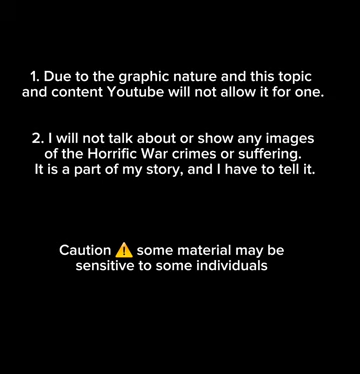 1. Due to the graphic nature and this topic
and content Youtube will not allow it for one.
2. I will not talk about or show any images
of the Horrific War crimes or suffering.
It is a part of my story, and I have to tell it.
Caution ⚠️ some material may be
sensitive to some individuals